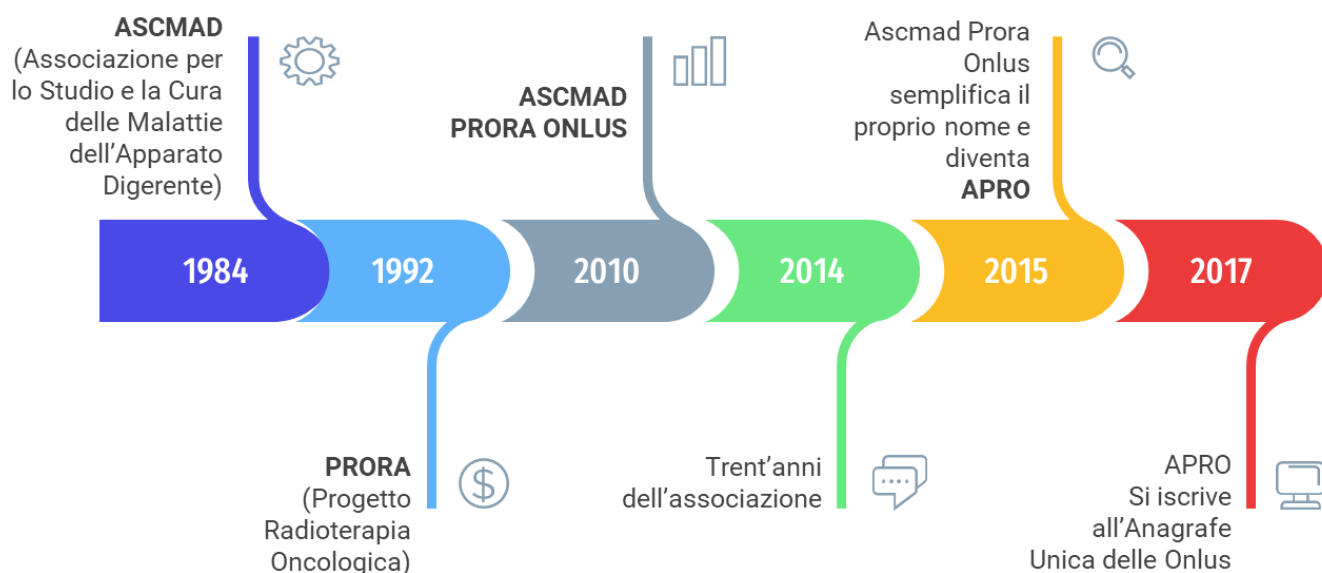 ASCMAD
(Associazione per
lo Studio e la Cura
delle Malattie
dell'Apparato
Digerente)
1984
PRORA
(Progetto
Radioterapia
Oncologica)
1992
$
ASCMAD
PRORA ONLUS
2010
Trent'anni
dell'associazione
2014
Ascmad Prora
Onlus
semplifica il
proprio nome e
diventa
APRO
2015
APRO
Si iscrive
all'Anagrafe
Unica delle Onlus
2017